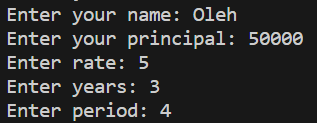 Enter your name: Oleh
Enter your principal: 50000
Enter rate: 5
Enter years: 3
Enter period: 4